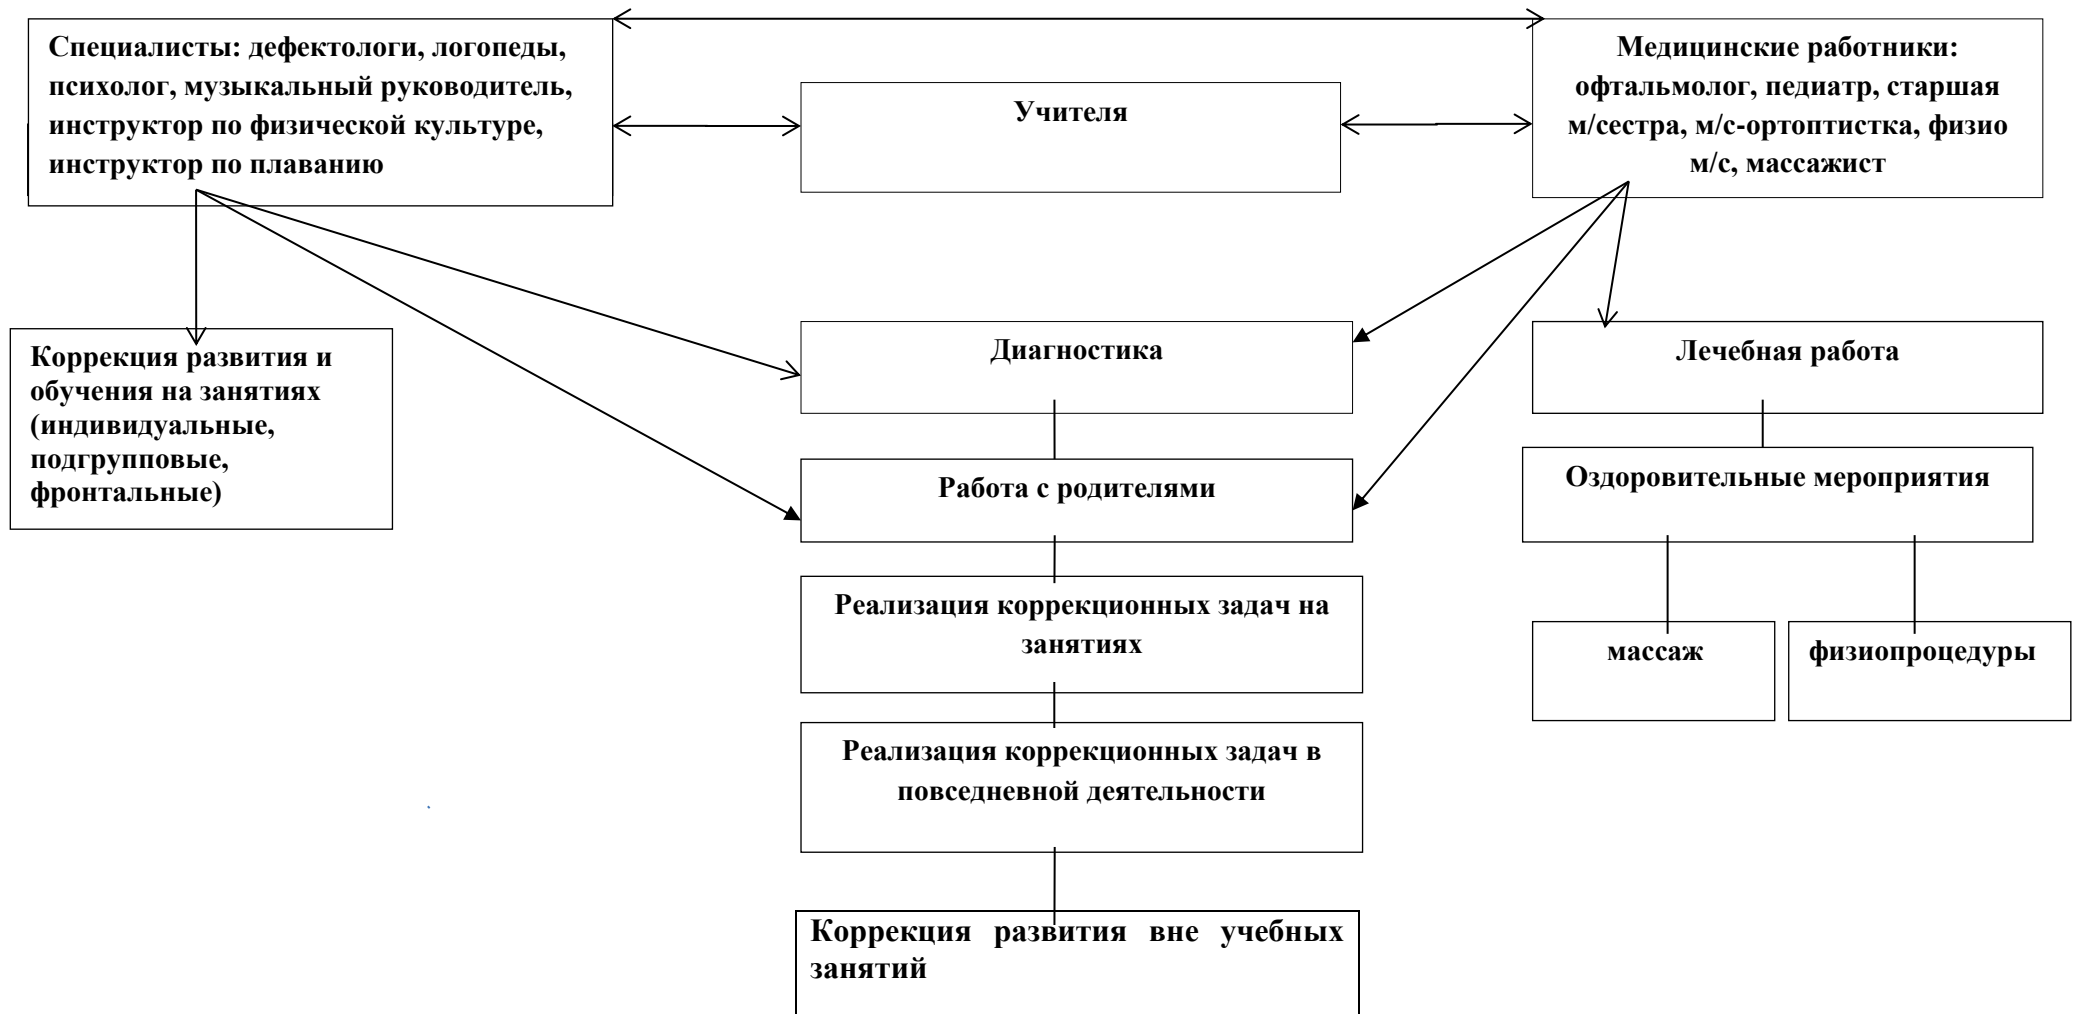 Специалисты: дефектологи, логопеды,
психолог, музыкальный руководитель,
инструктор по физической культуре,
инструктор по плаванию
Учителя
Медицинские работники:
офтальмолог, педиатр, старшая
м/сестра, м/с-ортоптистка, физио
м/с, массажист
Коррекция развития и
обучения на занятиях
(индивидуальные,
подгрупповые,
фронтальные)
Диагностика
Лечебная работа
Работа с родителями
Оздоровительные мероприятия
Реализация коррекционных задач на
занятиях
массаж
физиопроцедуры
Реализация коррекционных задач в
повседневной деятельности
Коррекция развития вне учебных
занятий